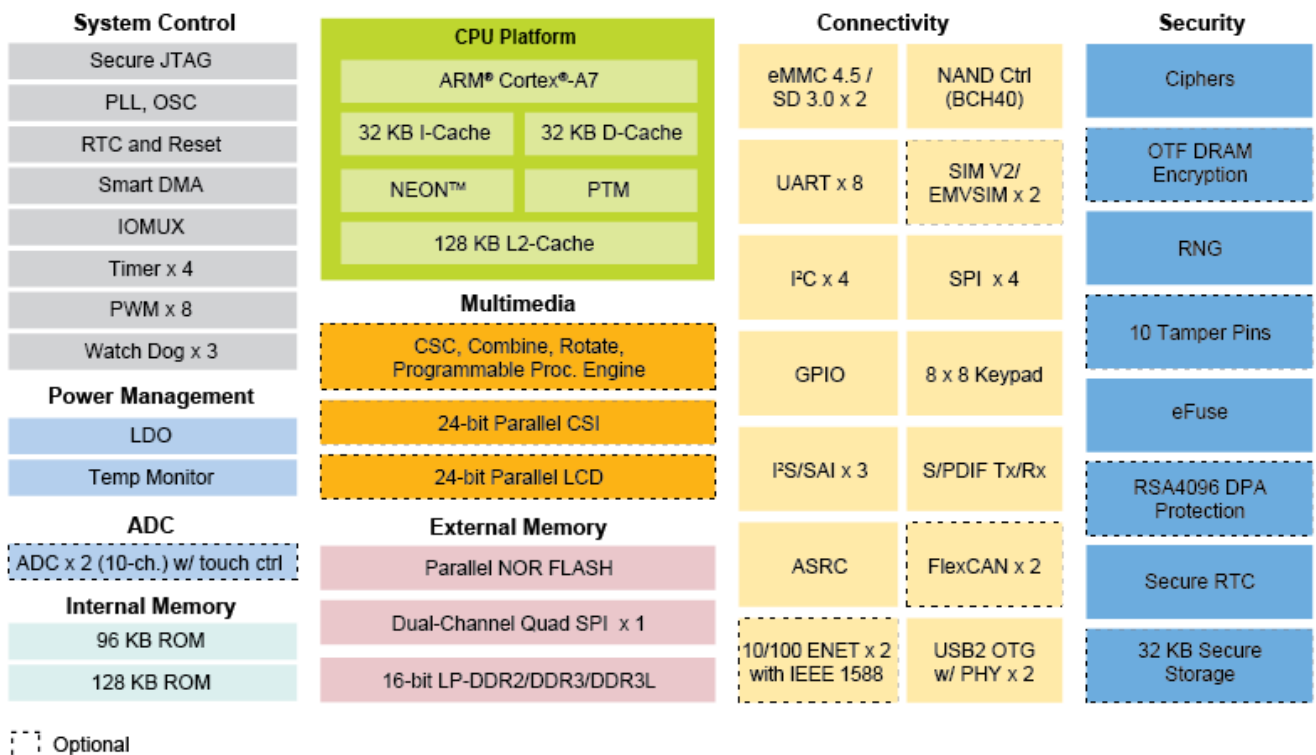 System Control
Secure JTAG
PLL, OSC
RTC and Reset
Smart DMA
IOMUX
Timer x 4
PWM x 8
Watch Dog x 3
Power Management
LDO
Temp Monitor
ADC
ADC x 2 (10-ch.) w/ touch ctrl
Internal Memory
96 KB ROM
128 KB ROM
Optional
CPU Platform
ARM® Cortex®-A7
32 KB I-Cache
32 KB D-Cache
NEON™
PTM
128 KB L2-Cache
Multimedia
CSC, Combine, Rotate,
Programmable Proc. Engine
24-bit Parallel CSI
24-bit Parallel LCD
External Memory
Parallel NOR FLASH
Dual-Channel Quad SPI x 1
16-bit LP-DDR2/DDR3/DDR3L
Connectivity
eMMC 4.5 /
SD 3.0 x 2
NAND Ctrl
(BCH40)
UART x 8
SIM V2/
EMVSIM x 2
I²C x 4
SPI x 4
GPIO
8 x 8 Keypad
I²S/SAI x 3
S/PDIF Tx/Rx
ASRC
FlexCAN x 2
10/100 ENET x 2
with IEEE 1588
USB2 OTG
w/ PHY x 2
Security
Ciphers
OTF DRAM
Encryption
RNG
10 Tamper Pins
eFuse
RSA4096 DPA
Protection
Secure RTC
32 KB Secure
Storage